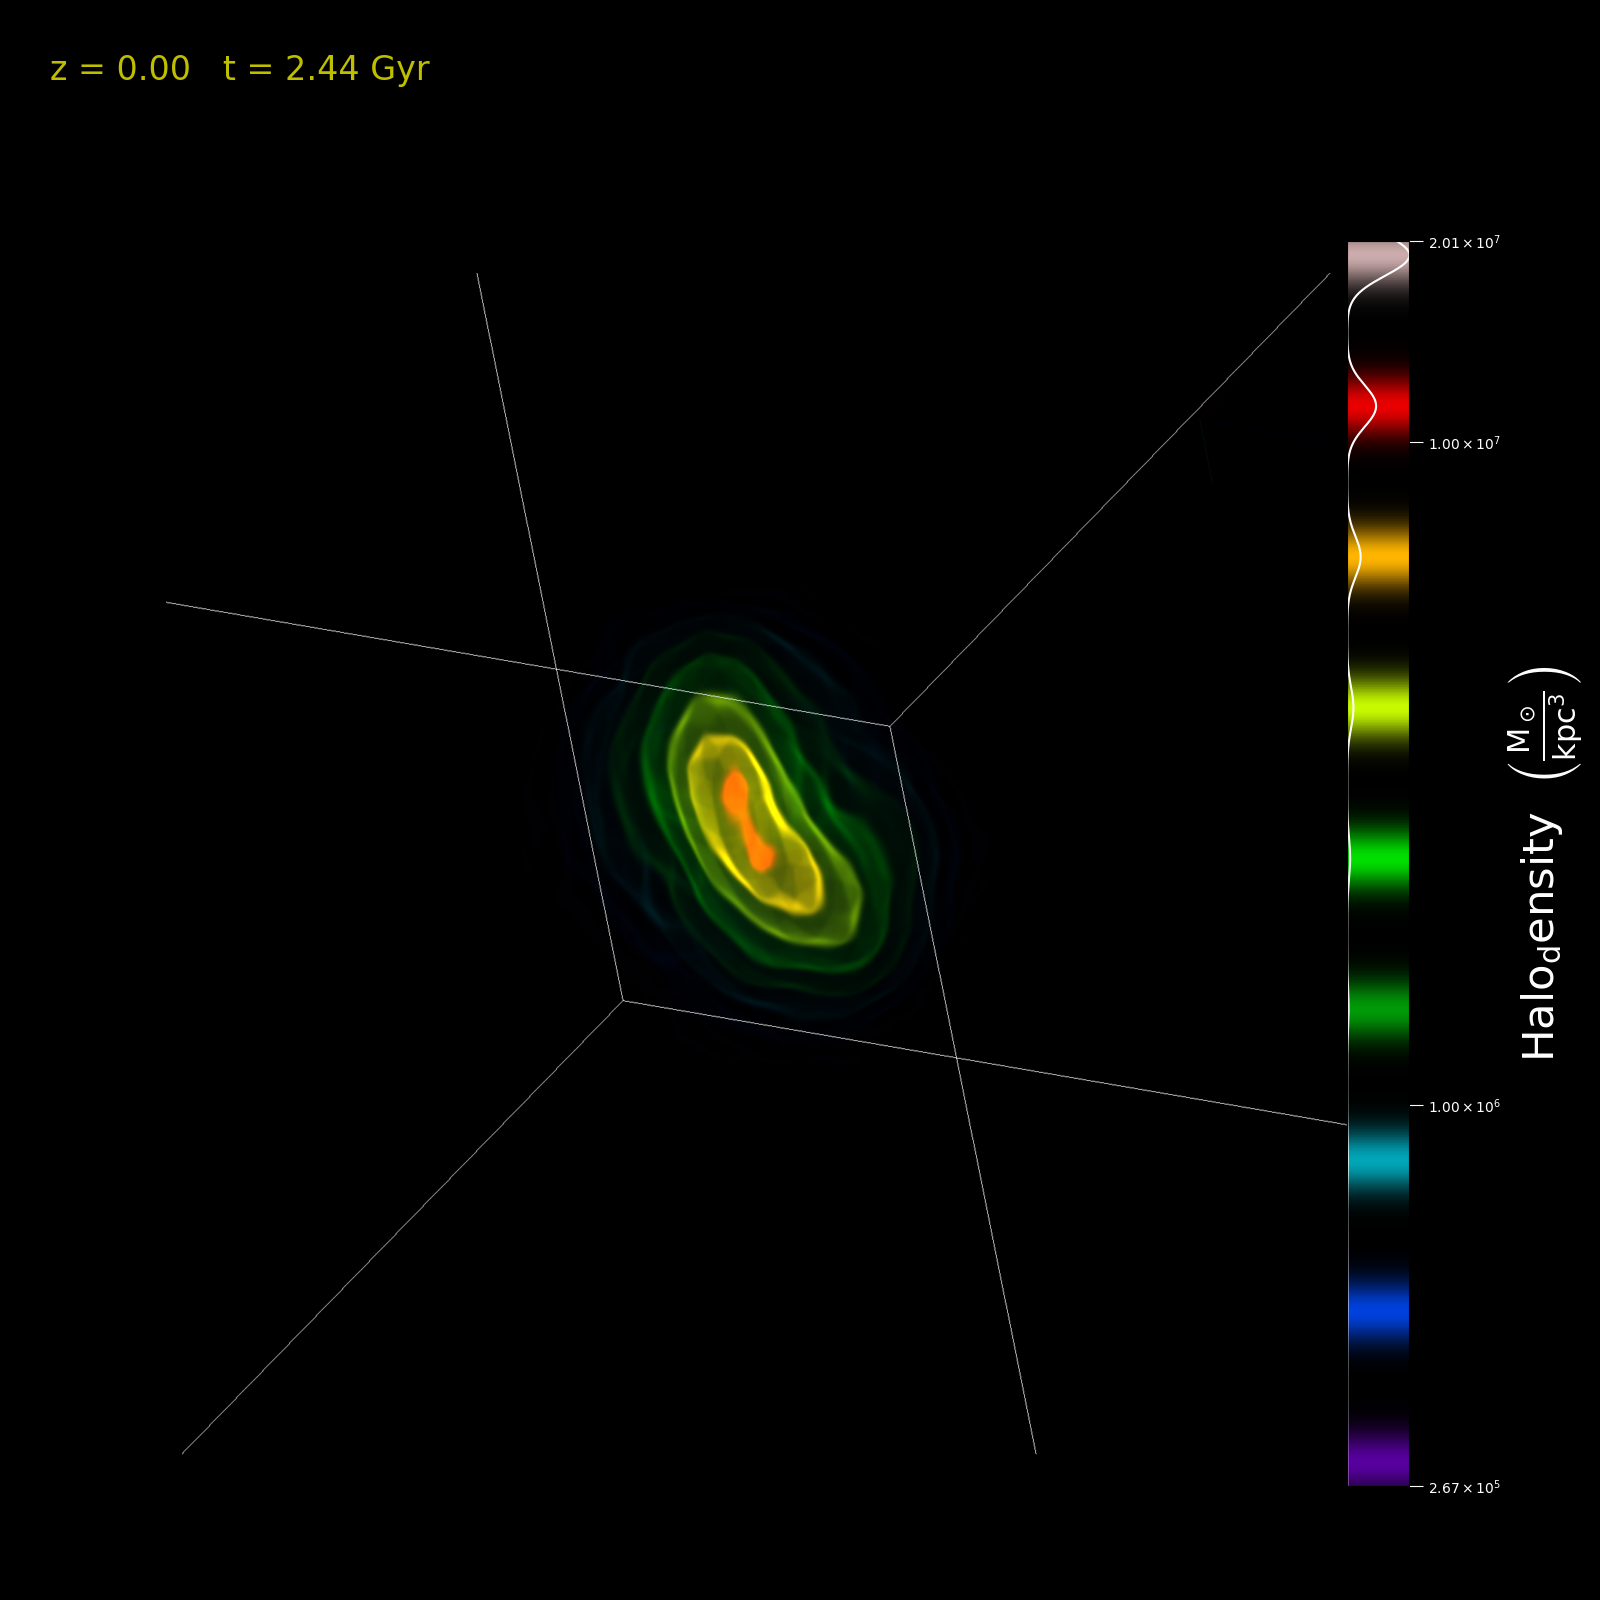 z = 0.00   t = 2.44 Gyr
2.01×10⁷
1.00×10⁷
1.00×10⁶
2.67×10⁵
Halo_density (M☉/kpc³)